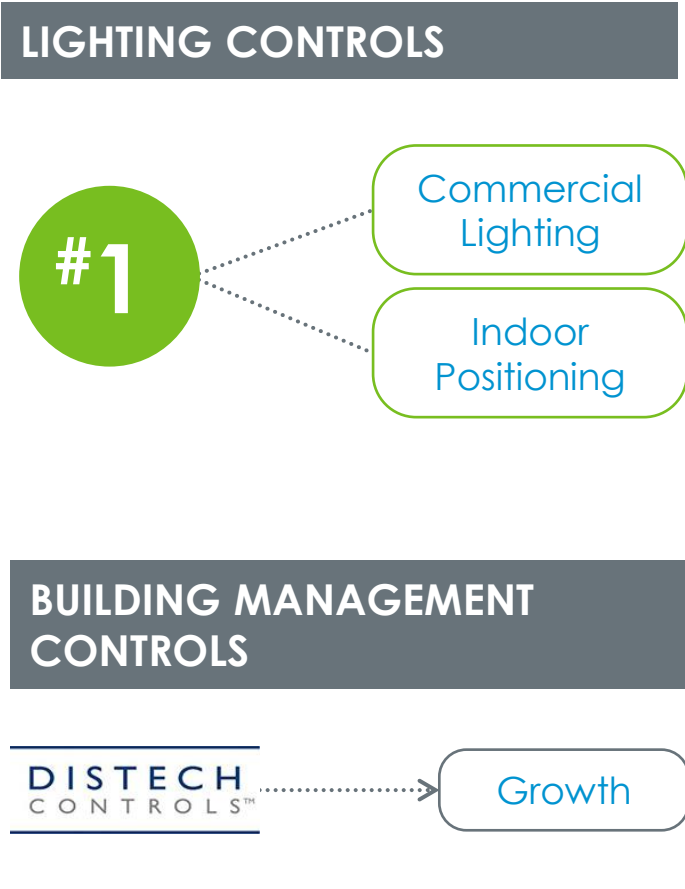 LIGHTING CONTROLS
Commercial
Lighting
#1
Indoor
Positioning
BUILDING MANAGEMENT
CONTROLS
DISTECH
CONTROLS™
Growth